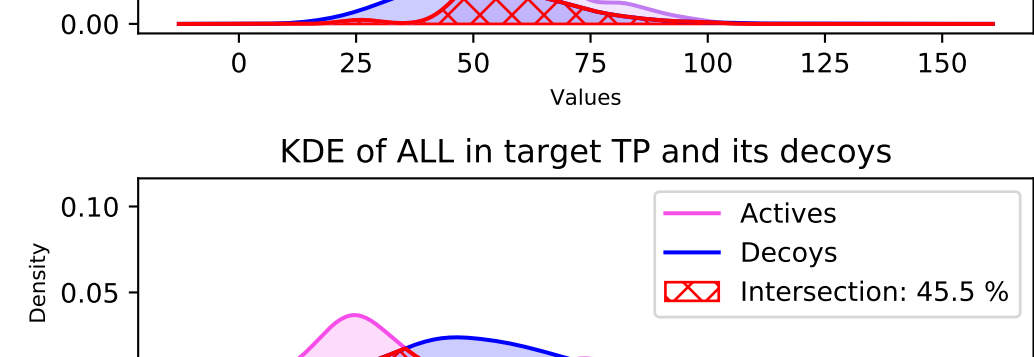 0.00
0 25 50 75 100 125 150
Values
KDE of ALL in target TP and its decoys
0.10
0.05
Density
Actives
Decoys
Intersection: 45.5 %